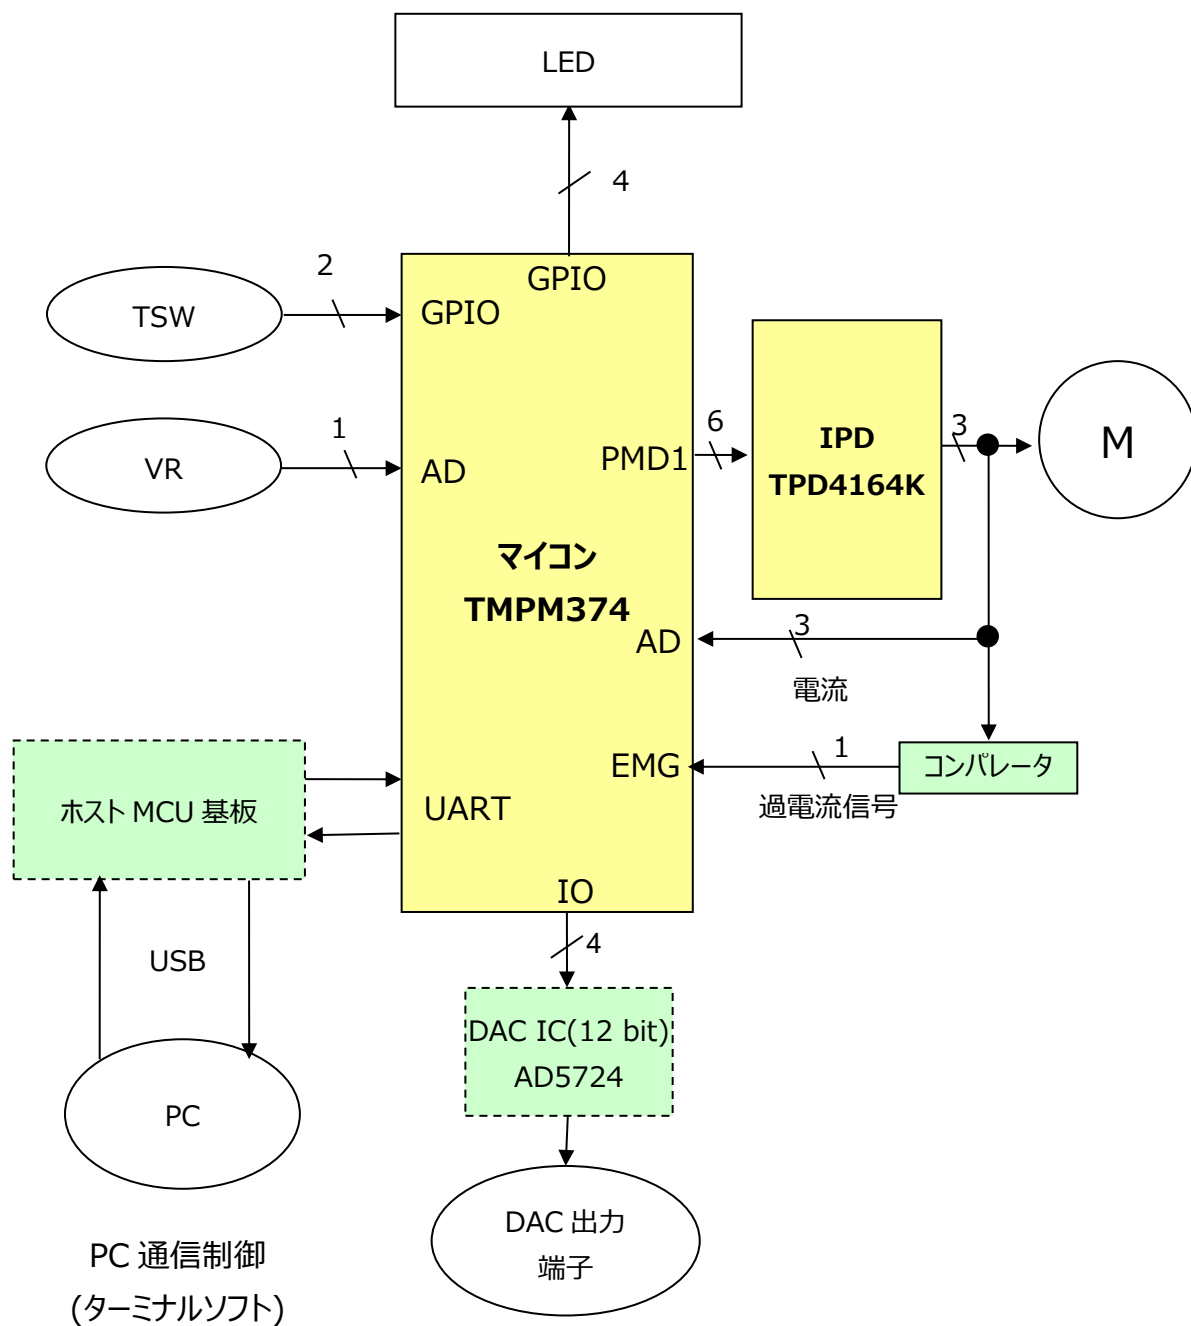 LED
4
GPIO
TSW
2
GPIO
VR
1
AD
PMD1
6
IPD
TPD4164K
3
M
マイコン
TMPM374
AD
3
電流
EMG
1
過電流信号
コンパレータ
ホスト MCU 基板
UART
IO
4
USB
DAC IC(12 bit)
AD5724
PC
DAC 出力
端子
PC 通信制御
(ターミナルソフト)